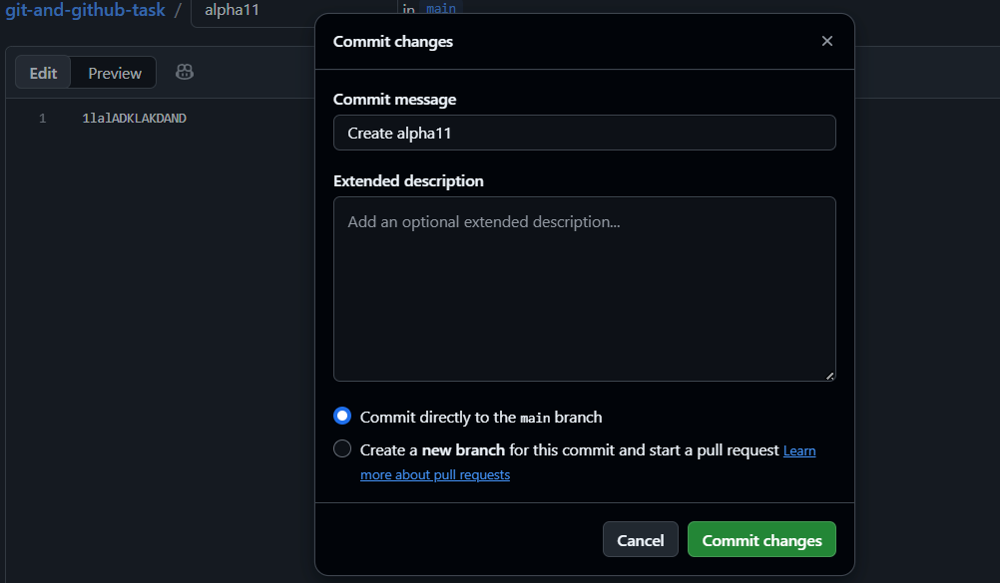 git-and-github-task / alpha11 in main
Commit changes
Edit Preview
Commit message
1 1lalADKLAKDAND
Create alpha11
Extended description
Add an optional extended description...
Commit directly to the main branch
Create a new branch for this commit and start a pull request Learn
more about pull requests
Cancel Commit changes